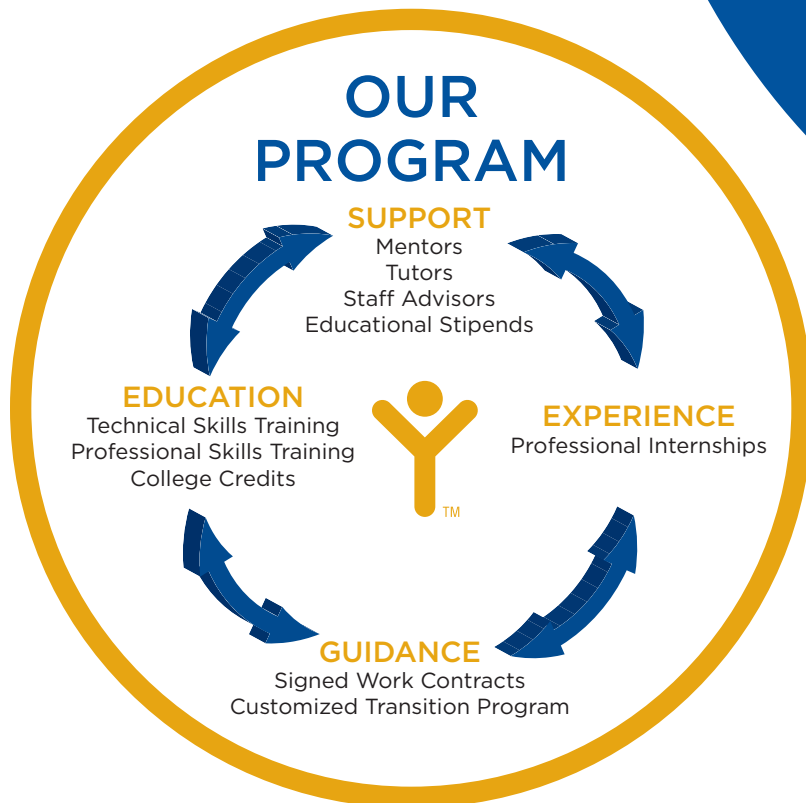 OUR
PROGRAM
SUPPORT
Mentors
Tutors
Staff Advisors
Educational Stipends
EDUCATION
Technical Skills Training
Professional Skills Training
College Credits
EXPERIENCE
Professional Internships
TM
GUIDANCE
Signed Work Contracts
Customized Transition Program